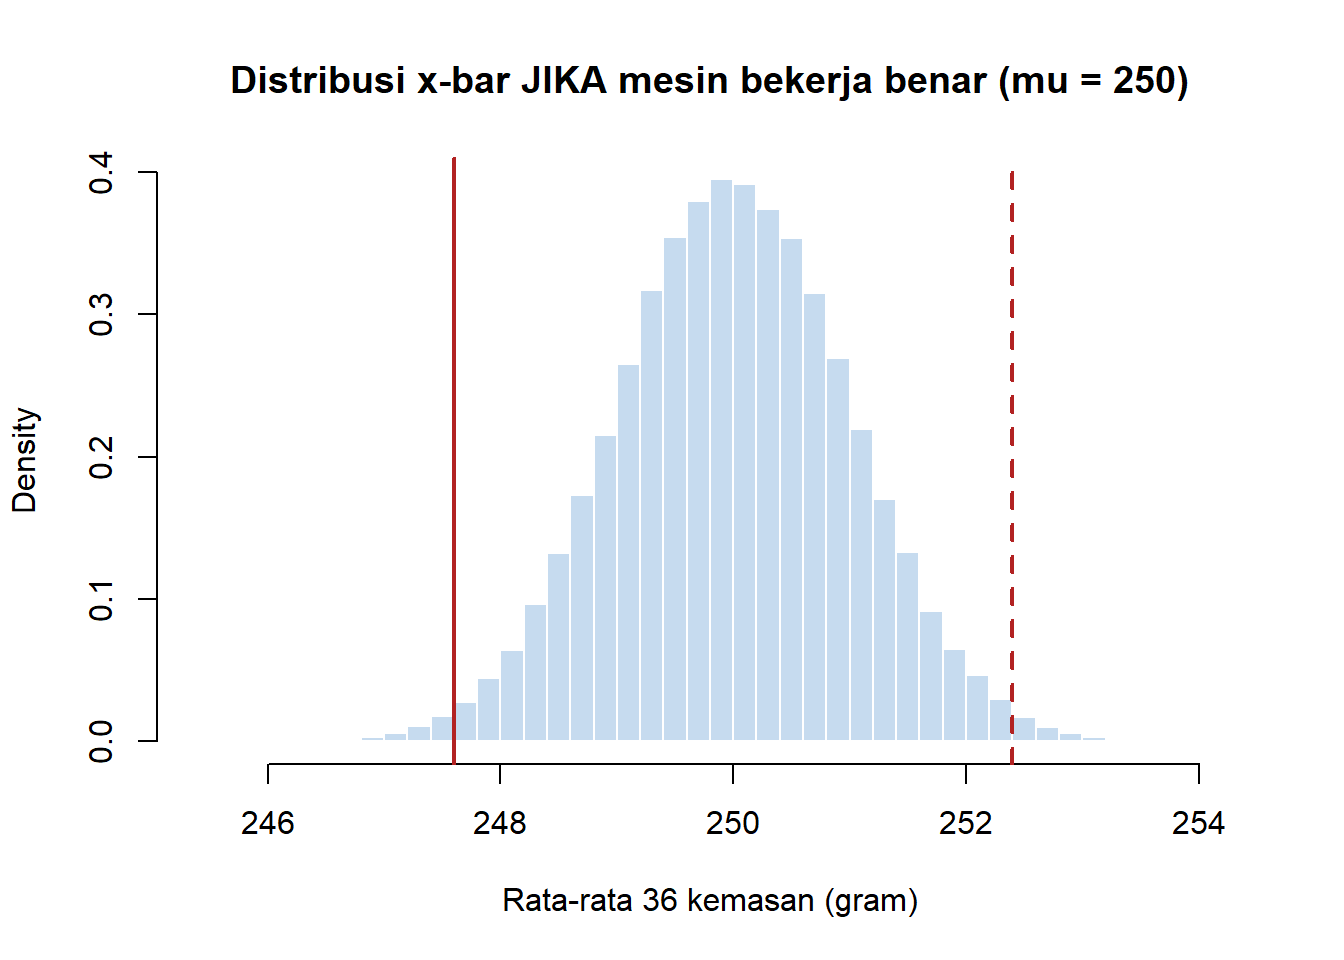 Distribusi x-bar JIKA mesin bekerja benar (mu = 250)
Density
0.4
0.3
0.2
0.1
0.0
246 248 250 252 254
Rata-rata 36 kemasan (gram)